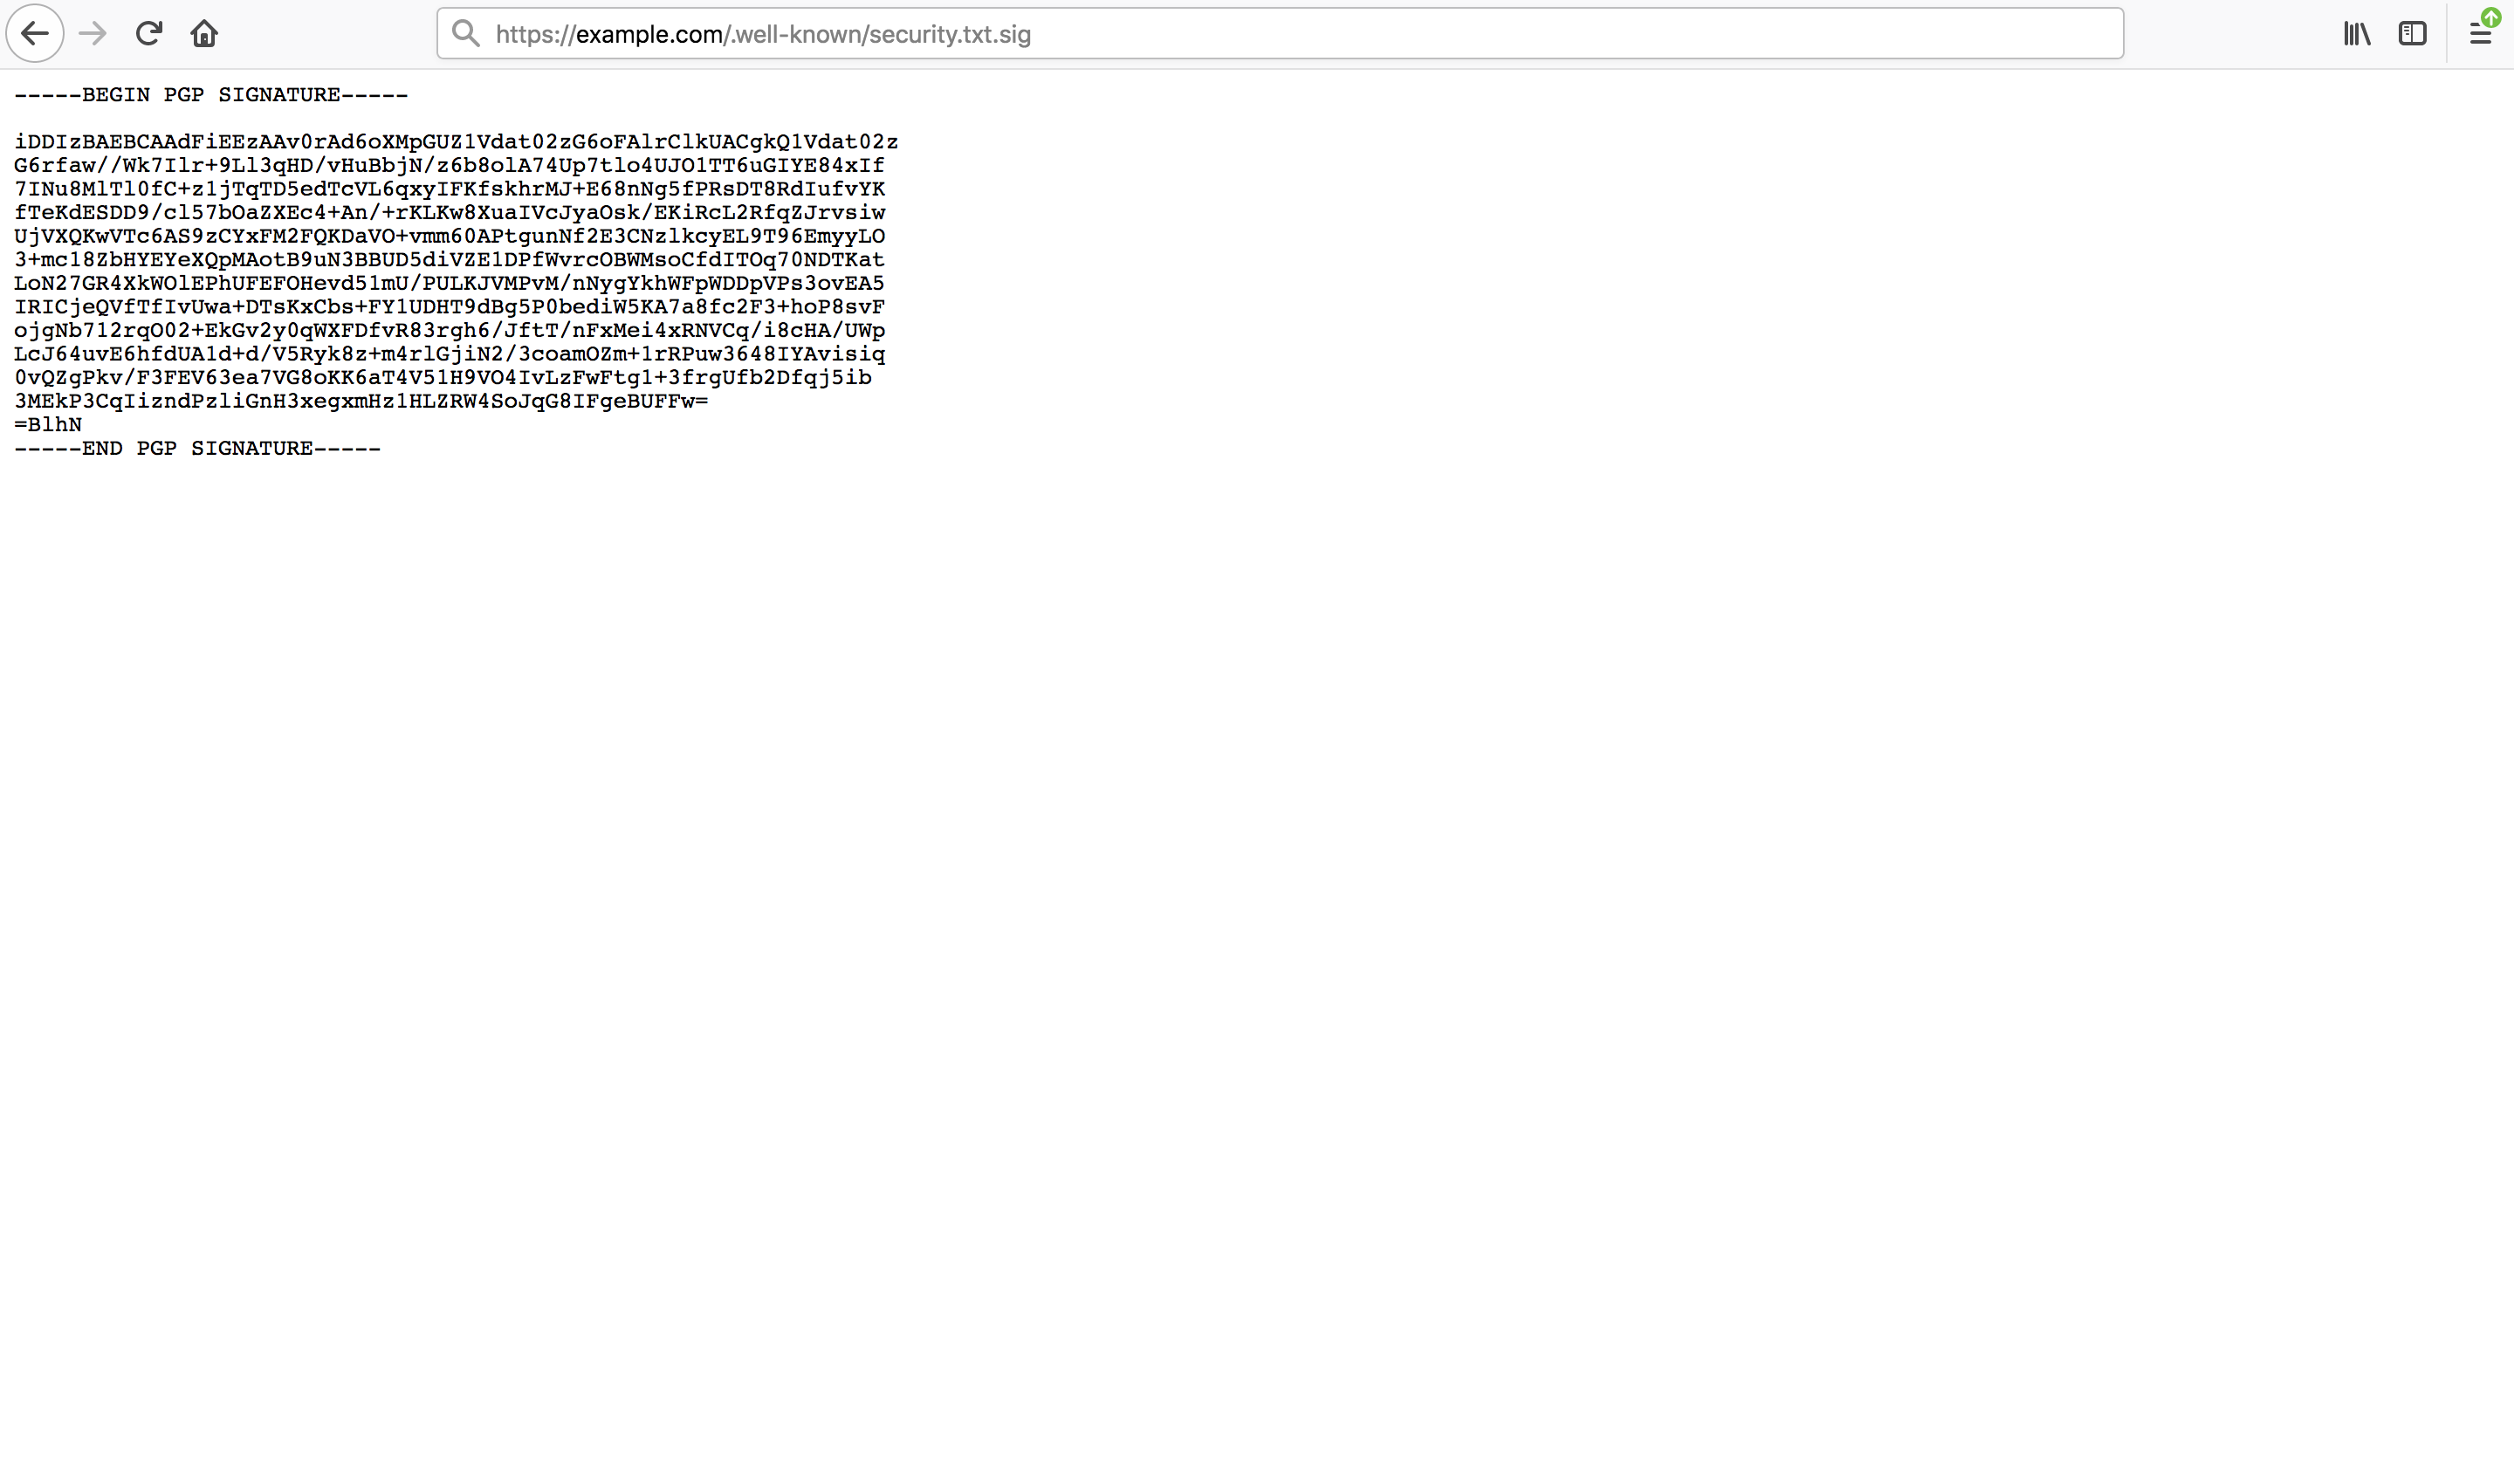 https://example.com/.well-known/security.txt.sig
-----BEGIN PGP SIGNATURE-----
iDDIzBAEBCAAdFiEEzAAv0rAd6oXMpGUZ1Vdat02zG6oFAlrClkUACgkQ1Vdat02z
G6rfaw//Wk7Ilr+9Ll3qHD/vHuBbjN/z6b8olA74Up7tlo4UJO1TT6uGIYE84xIf
7INu8MlTl0fC+z1jTqTD5edTcVL6qxyIFKfskhrMJ+E68nNg5fPRsDT8RdIufvYK
fTeKdESDD9/cl57bOaZXEc4+An/+rKLKw8XuaIVcJyaOsk/EKiRcL2RfqZJrvsiw
UjVXQKwVTc6AS9zCYxFM2FQKDaVO+vmm60APtgunNf2E3CNzlkcyEL9T96EmyyLO
3+mc18ZbHYEYeXQpMAotB9uN3BBUD5diVZE1DPfWvrcOBWMsoCfdITOq70NDTKat
LoN27GR4XkWOlEPhUFEFOHevd51mU/PULKJVMPvM/nNygYkhWFpWDDpVPs3ovEA5
IRICjeQVfTfIvUwa+DTsKxCbs+FY1UDHT9dBg5P0bediW5KA7a8fc2F3+hoP8svF
ojgNb712rqO02+EkGv2y0qWXFDfvR83rgh6/JftT/nFxMei4xRNVCq/i8cHA/UWp
LcJ64uvE6hfdUA1d+d/V5Ryk8z+m4rlGjiN2/3coamOZm+1rRPuw3648IYAvisiq
0vQZgPkv/F3FEV63ea7VG8oKK6aT4V51H9VO4IvLzFwFtg1+3frgUfb2Dfqj5ib
3MEkP3CqIizndPzliGnH3xegxmHz1HLZRW4SoJqG8IFgeBUFFw=
=BlhN
-----END PGP SIGNATURE-----